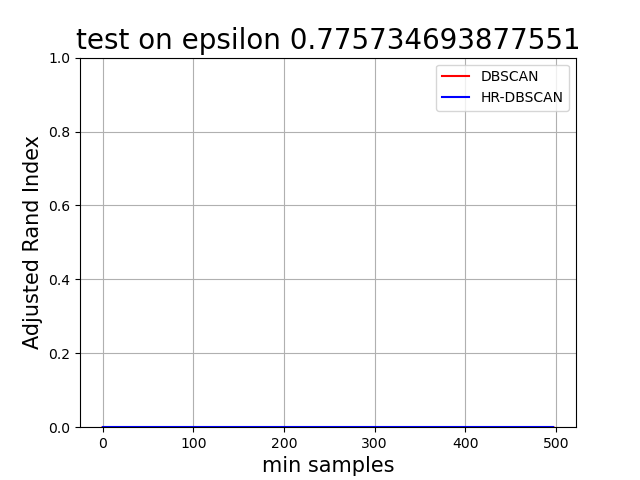 test on epsilon 0.775734693877551
1.0
0.8
0.6
0.4
0.2
0.0
Adjusted Rand Index
DBSCAN
HR-DBSCAN
0 100 200 300 400 500
min samples